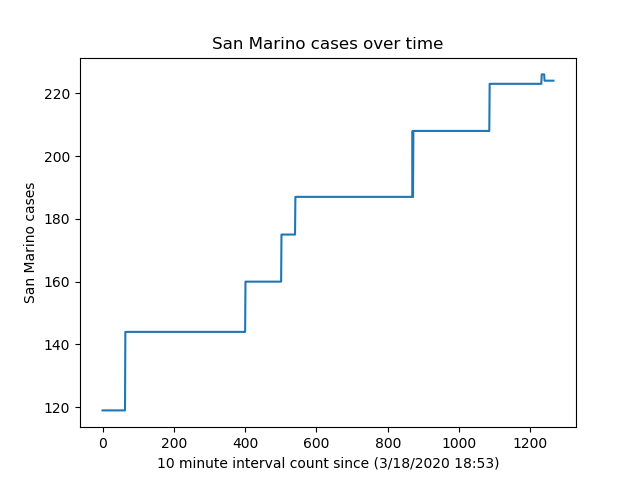 San Marino cases over time
220
200
180
160
140
120
San Marino cases
0 200 400 600 800 1000 1200
10 minute interval count since (3/18/2020 18:53)